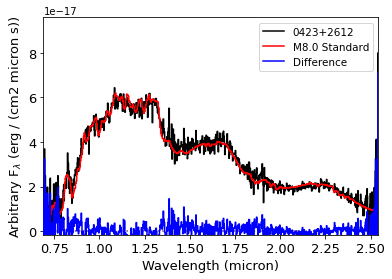 1e−17
0423+2612
M8.0 Standard
Difference
8
6
4
2
0
Arbitrary Fλ (erg / (cm2 micron s))
0.75 1.00 1.25 1.50 1.75 2.00 2.25 2.50
Wavelength (micron)